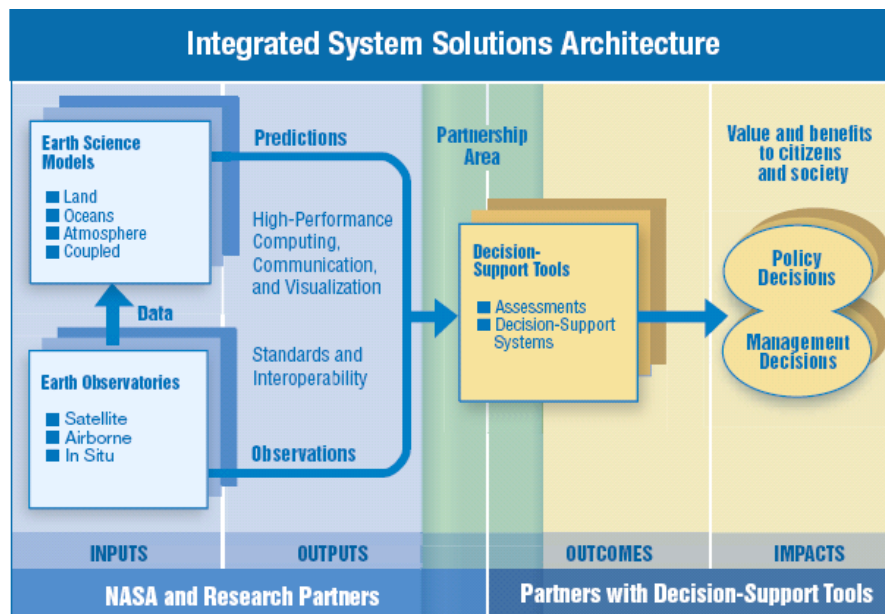 Integrated System Solutions Architecture
Earth Science
Models
Land
Oceans
Atmosphere
Coupled
Data
Earth Observatories
Satellite
Airborne
In Situ
Predictions
High-Performance
Computing,
Communication,
and Visualization
Standards and
Interoperability
Observations
Partnership
Area
Decision-
Support Tools
Assessments
Decision-Support
Systems
Value and benefits
to citizens
and society
Policy
Decisions
Management
Decisions
INPUTS
OUTPUTS
OUTCOMES
IMPACTS
NASA and Research Partners
Partners with Decision-Support Tools